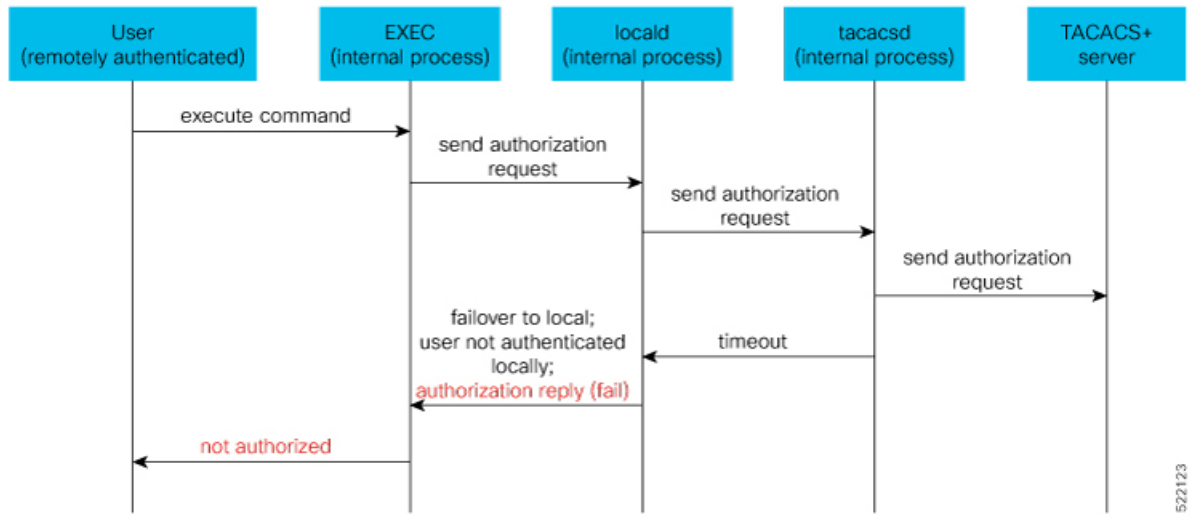 User
(remotely authenticated)
EXEC
(internal process)
locald
(internal process)
tacacsd
(internal process)
TACACS+
server
execute command
send authorization
request
send authorization
request
send authorization
request
failover to local;
user not authenticated
locally;
authorization reply (fail)
timeout
not authorized
522123